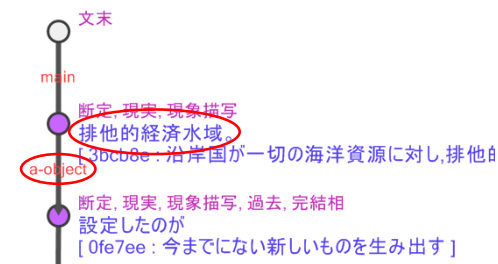 文末
main
断定, 現実, 現象描写
排他的経済水域。
[ 3bcb8e : 沿岸国が一切の海洋資源に対し,排他的
a-object
断定, 現実, 現象描写, 過去, 完結相
設定したのが
[ 0fe7ee : 今までにない新しいものを生み出す ]